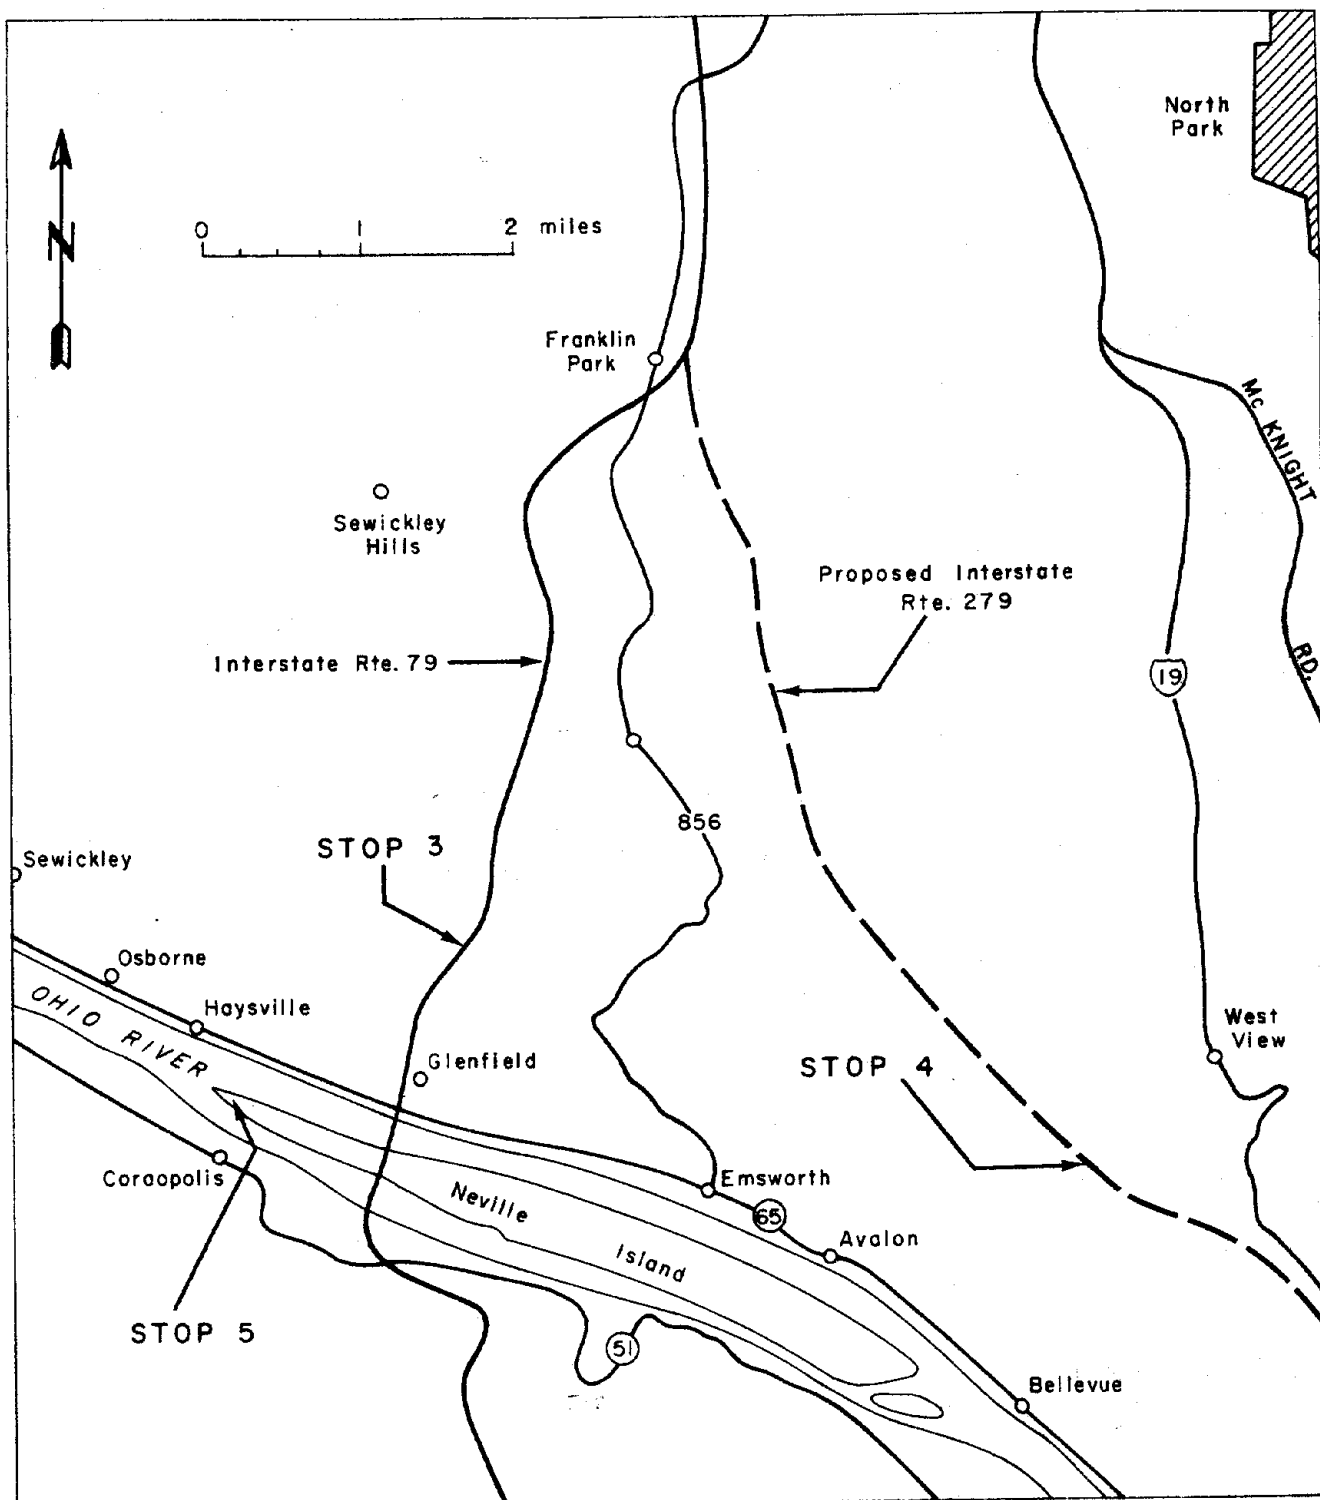 North
Park
N
0 1 2 miles
Franklin
Park
Mc KNIGHT
RD.
Sewickley
Hills
Proposed Interstate
Rte. 279
Interstate Rte. 79
19
856
STOP 3
Sewickley
Osborne
Haysville
OHIO RIVER
West
View
Glenfield
STOP 4
Coraopolis
Emsworth
65
Neville
Island
Avalon
STOP 5
51
Bellevue